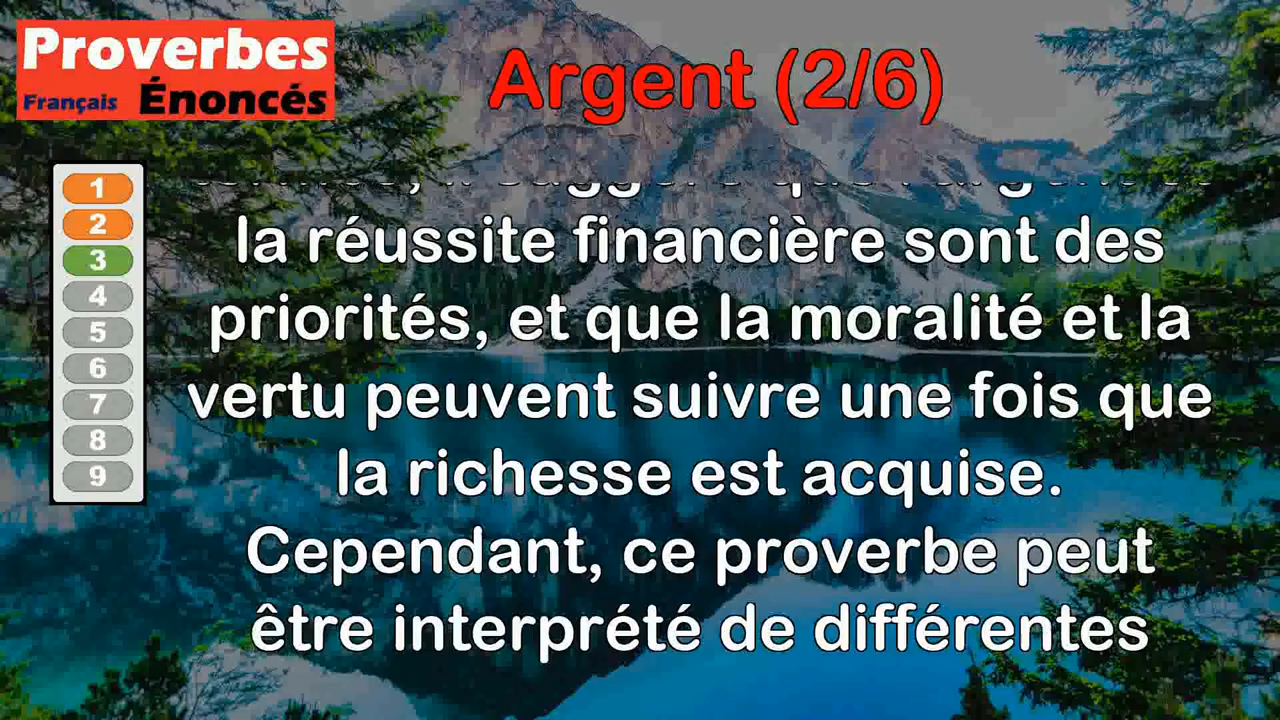 Proverbes
Français Énoncés
Argent (2/6)
1
2
3
4
5
6
7
8
9
la réussite financière sont des
priorités, et que la moralité et la
vertu peuvent suivre une fois que
la richesse est acquise.
Cependant, ce proverbe peut
être interprété de différentes